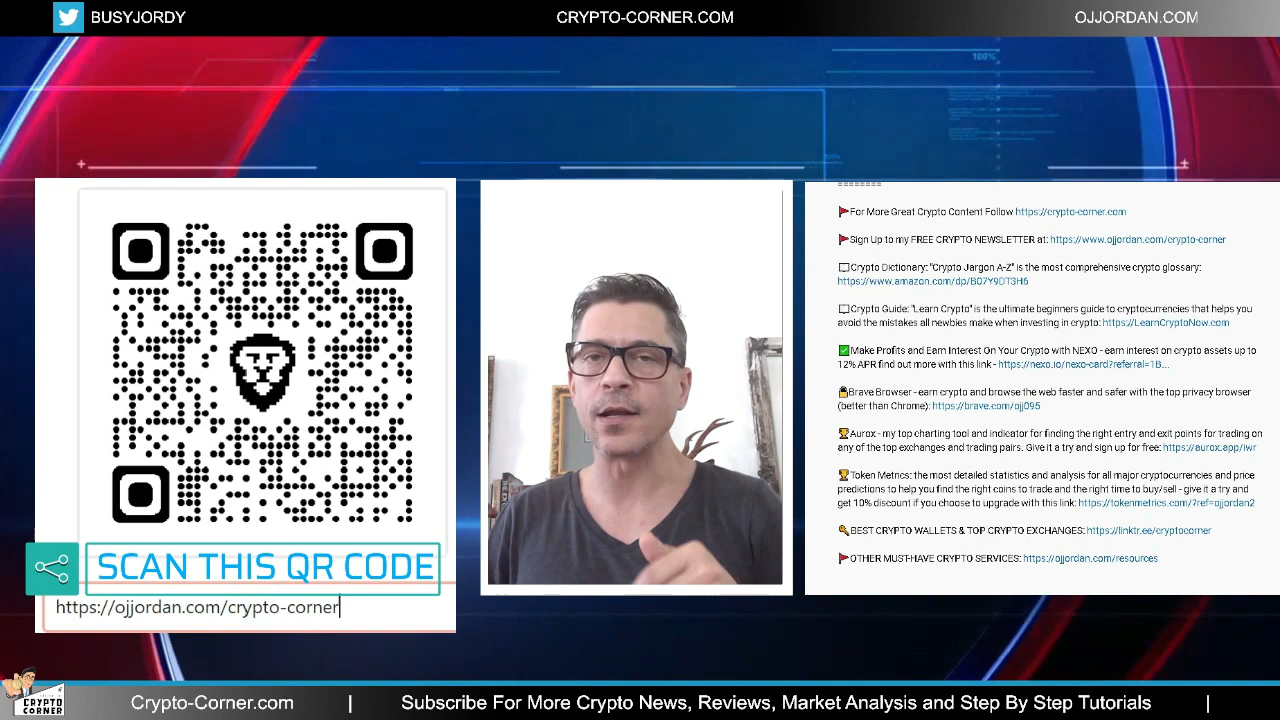 BUSYJORDY
CRYPTO-CORNER.COM
OJJORDAN.COM
100%
SCAN THIS QR CODE
https://ojjordan.com/crypto-corner
========
For More Great Crypto Content Follow https://crypto-corner.com
Sign Up to my FREE CRYPTO NEWSLETTER at: https://www.ojjordan.com/crypto-corner
Crypto Dictionary: "Crypto Jargon A-Z" is the most comprehensive crypto glossary:
https://www.amazon.com/dp/B07Y9DTSH6
Crypto Guide: "Learn Crypto" is the ultimate beginners guide to cryptocurrencies that helps you
avoid the mistakes all newbies make when investing in crypto: https://LearnCryptoNow.com
Make Profits and Earn Interest On Your Crypto with NEXO - earn interest on crypto assets up to
12% APR find out more with this link - https://nexo.io/nexo-card?referral=1B...
Brave Browser - earn crypto and browse the web faster and safer with the top privacy browser
(better than Chrome): https://brave.com/ojj095
Aurox - my top charting tool and indicator for finding the right entry and exit points for trading on
any of the top exchanges and trading pairs. Give it a try and sign up for free: https://aurox.app/iwr
Token Metrics: the most detailed statistics and analysis for all major cryptocurrencies and price
predictions to help you find the right coins to trade and the right time to buy/sell - give it a try and
get 10% discount if you choose to upgrade with this link: https://tokenmetrics.com/?ref=ojjordan2
BEST CRYPTO WALLETS & TOP CRYPTO EXCHANGES: https://linktr.ee/cryptocorner
OTHER MUST-HAVE CRYPTO SERVICES: https://ojjordan.com/resources
CRYPTO
CORNER
Crypto-Corner.com | Subscribe For More Crypto News, Reviews, Market Analysis and Step By Step Tutorials |